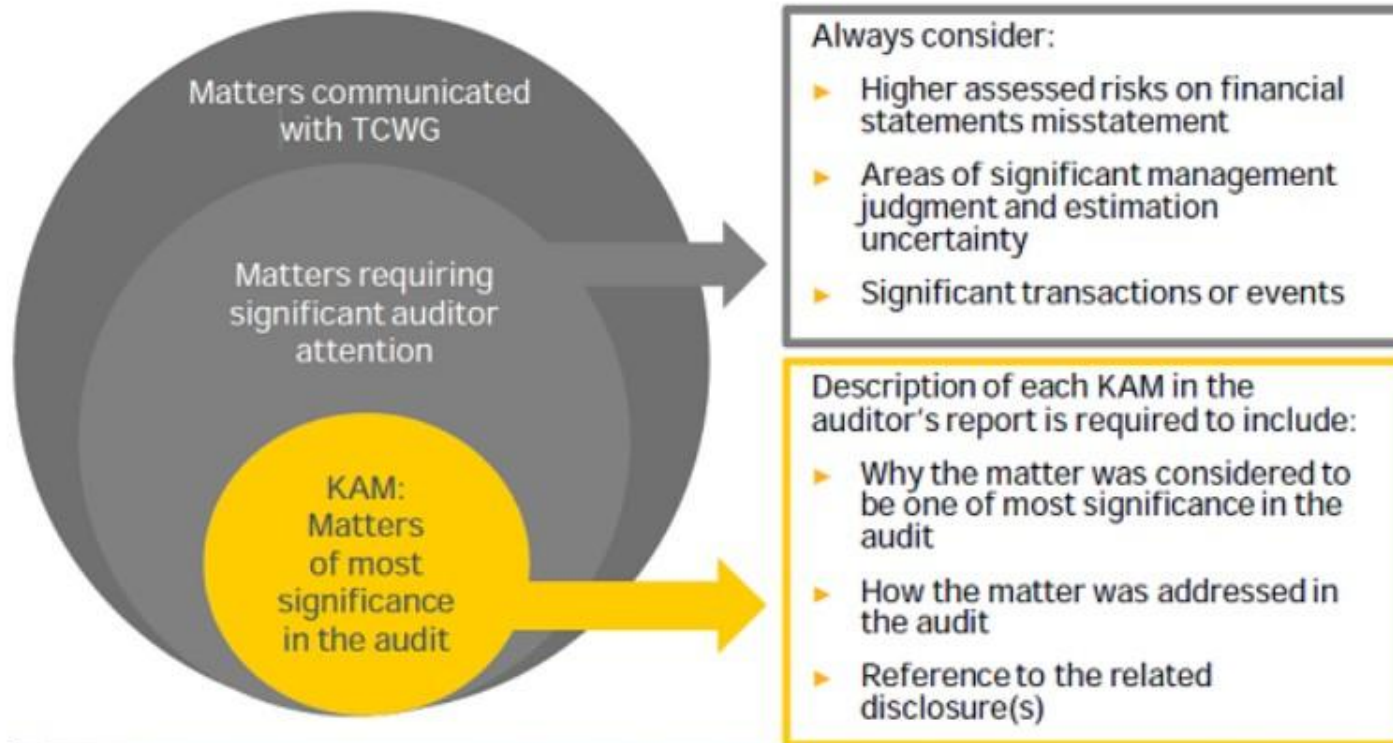 Matters communicated
with TCWG
Matters requiring
significant auditor
attention
KAM:
Matters
of most
significance
in the audit
Always consider:
► Higher assessed risks on financial
statements misstatement
► Areas of significant management
judgment and estimation
uncertainty
► Significant transactions or events
Description of each KAM in the
auditor's report is required to include:
► Why the matter was considered to
be one of most significance in the
audit
► How the matter was addressed in
the audit
► Reference to the related
disclosure(s)